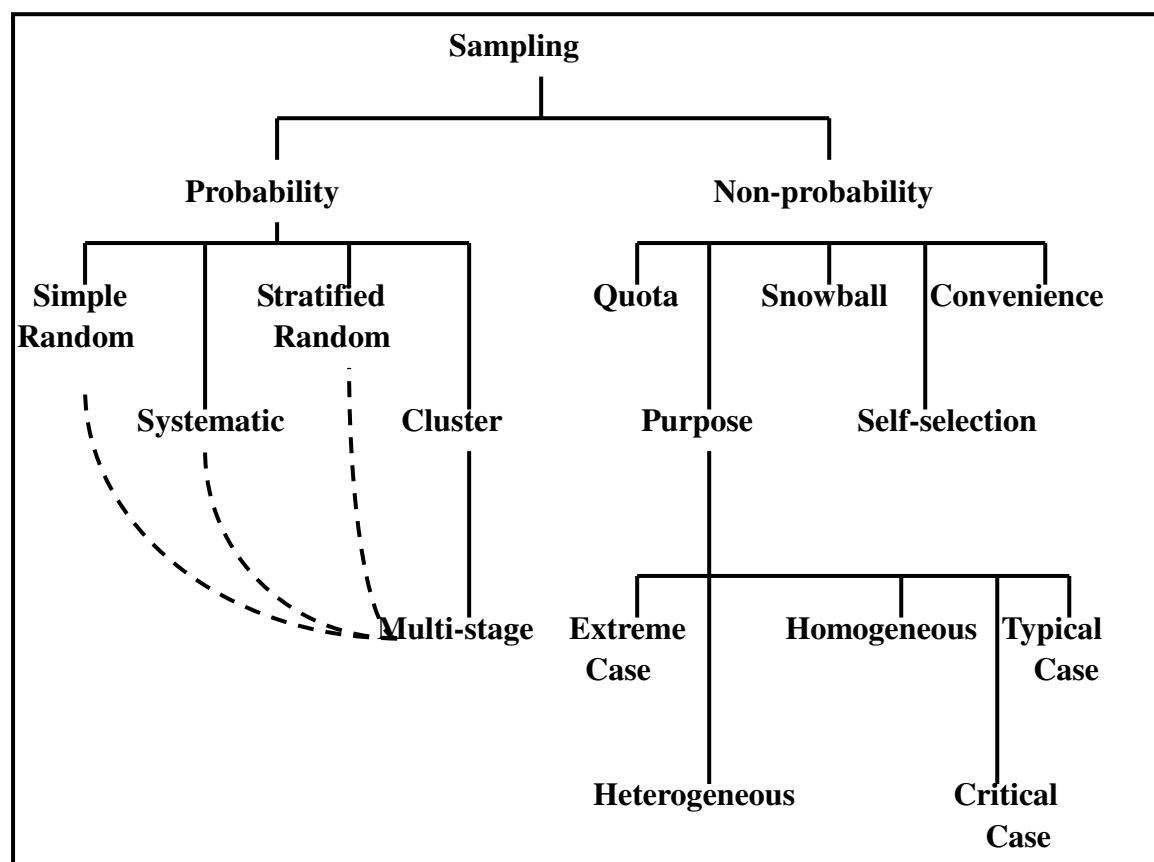 Sampling
Probability
Non-probability
Simple
Random
Stratified
Random
Quota
Snowball
Convenience
Systematic
Cluster
Purpose
Self-selection
Multi-stage
Extreme
Case
Homogeneous
Typical
Case
Heterogeneous
Critical
Case